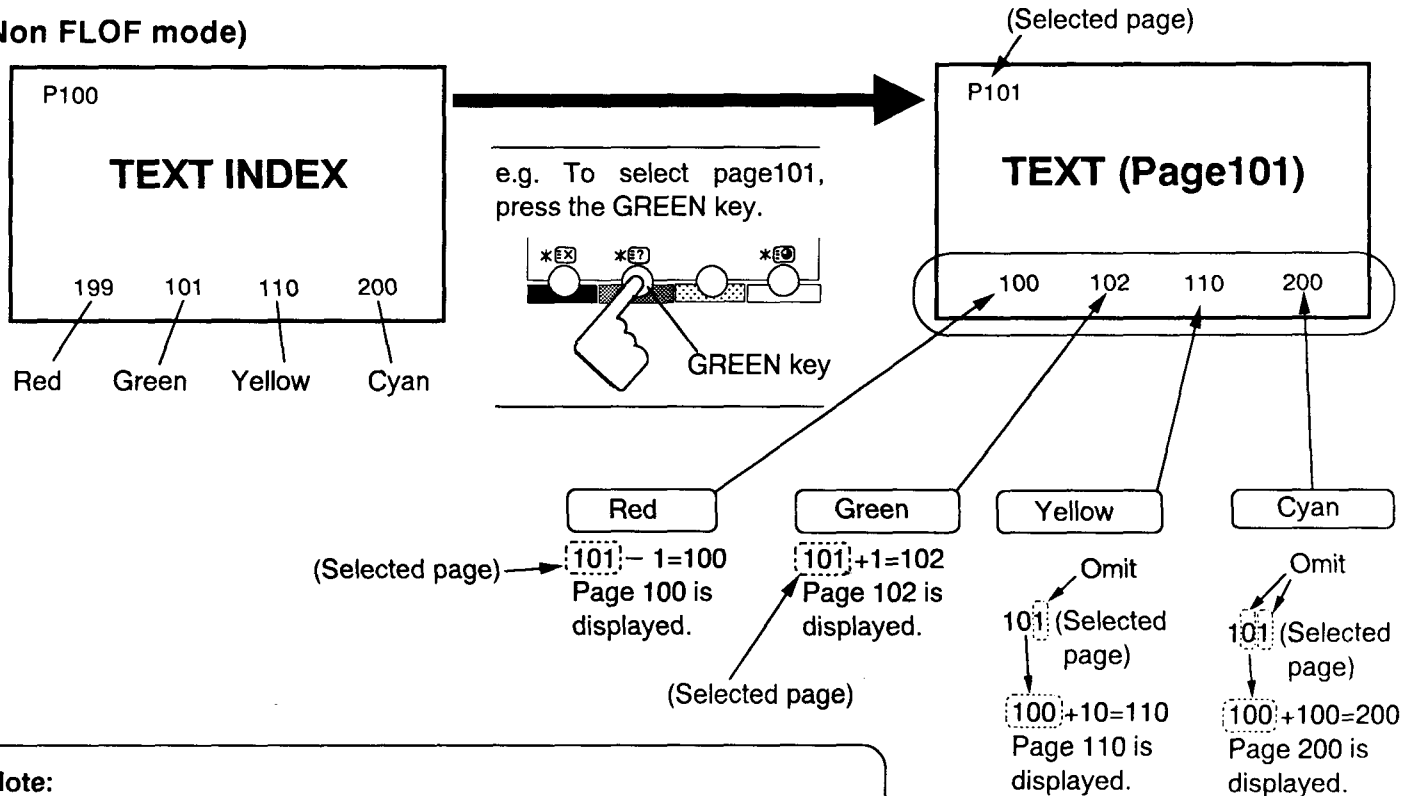 (Selected page)
Non FLOF mode)
P100
TEXT INDEX
199 101 110 200
Red Green Yellow Cyan
e.g. To select page101,
press the GREEN key.
GREEN key
P101
TEXT (Page101)
100 102 110 200
Red
(Selected page)
101 – 1=100
Page 100 is
displayed.
Green
101+1=102
Page 102 is
displayed.
(Selected page)
Yellow
Omit
101 (Selected
page)
100+10=110
Page 110 is
displayed.
Cyan
Omit
101 (Selected
page)
100+100=200
Page 200 is
displayed.
Note: